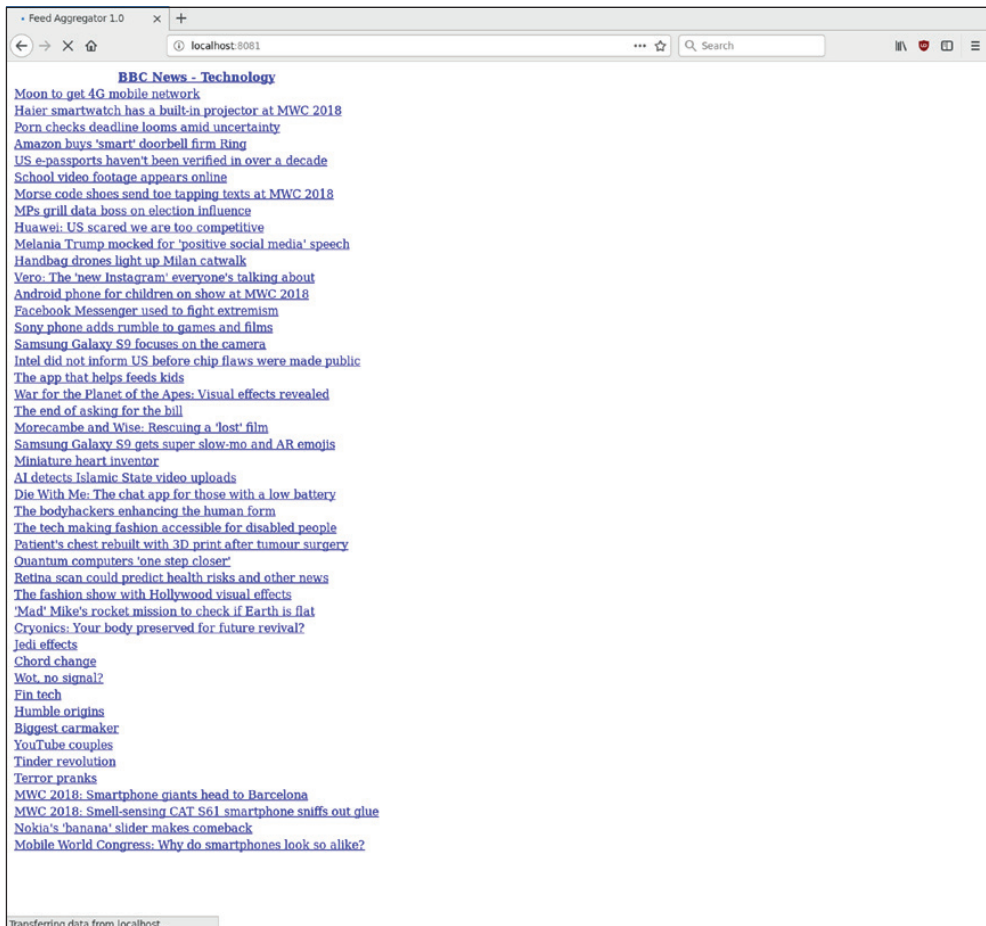 Feed Aggregator 1.0
localhost:8081
Search
BBC News - Technology
Moon to get 4G mobile network
Haier smartwatch has a built-in projector at MWC 2018
Porn checks deadline looms amid uncertainty
Amazon buys 'smart' doorbell firm Ring
US e-passports haven't been verified in over a decade
School video footage appears online
Morse code shoes send toe tapping texts at MWC 2018
MPs grill data boss on election influence
Huawei: US scared we are too competitive
Melania Trump mocked for 'positive social media' speech
Handbag drones light up Milan catwalk
Vero: The 'new Instagram' everyone's talking about
Android phone for children on show at MWC 2018
Facebook Messenger used to fight extremism
Sony phone adds rumble to games and films
Samsung Galaxy S9 focuses on the camera
Intel did not inform US before chip flaws were made public
The app that helps feeds kids
War for the Planet of the Apes: Visual effects revealed
The end of asking for the bill
Morecambe and Wise: Rescuing a 'lost' film
Samsung Galaxy S9 gets super slow-mo and AR emojis
Miniature heart inventor
AI detects Islamic State video uploads
Die With Me: The chat app for those with a low battery
The bodyhackers enhancing the human form
The tech making fashion accessible for disabled people
Patient's chest rebuilt with 3D print after tumour surgery
Quantum computers 'one step closer'
Retina scan could predict health risks and other news
The fashion show with Hollywood visual effects
'Mad' Mike's rocket mission to check if Earth is flat
Cryonics: Your body preserved for future revival?
Jedi effects
Chord change
Wot, no signal?
Fin tech
Humble origins
Biggest carmaker
YouTube couples
Tinder revolution
Terror pranks
MWC 2018: Smartphone giants head to Barcelona
MWC 2018: Smell-sensing CAT S61 smartphone sniffs out glue
Nokia's 'banana' slider makes comeback
Mobile World Congress: Why do smartphones look so alike?
Transferring data from localhost